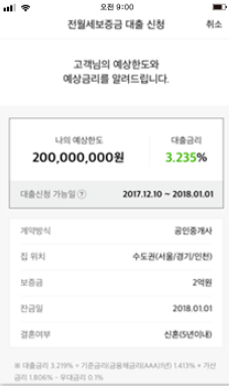 오전 9:00
전월세보증금 대출 신청 취소
고객님의 예상한도와
예상금리를 알려드립니다.
나의 예상한도 대출금리
200,000,000원 3.235%
대출신청 가능일 ? 2017.12.10 ~ 2018.01.01
계약방식 공인중개사
집 위치 수도권(서울/경기/인천)
보증금 2억원
잔금일 2018.01.01
결혼여부 신혼(5년이내)
※ 대출금리 3.219% = 기준금리(금융채금리(AAA)1년) 1.413% + 가산
금리 1.806% - 우대금리 0.1%